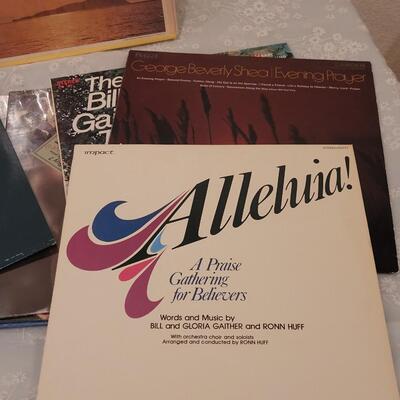 George Beverly Shea | Evening Prayer
The
Bill
Ga
impact
Alleluia!
A Praise
Gathering
for Believers
Words and Music by
BILL and GLORIA GAITHER and RONN HUFF
With orchestra choir and soloists
Arranged and conducted by RONN HUFF